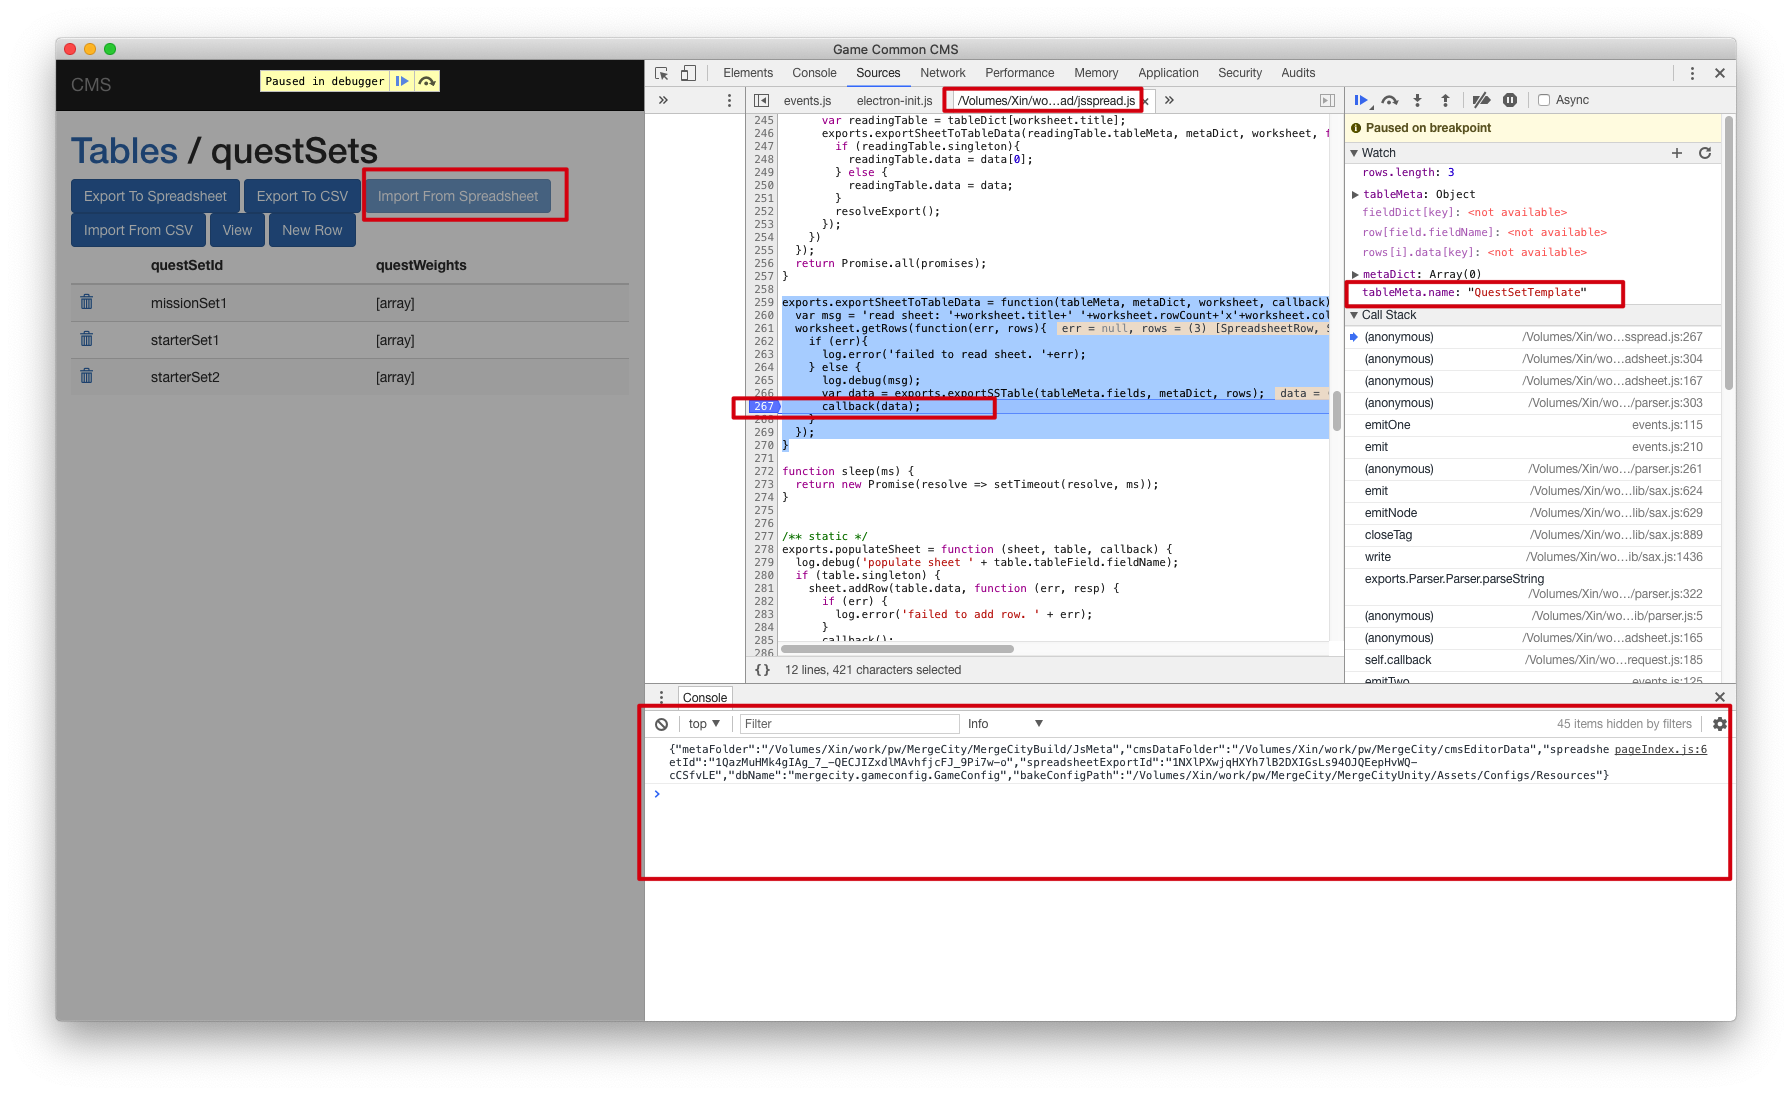 Game Common CMS
CMS
Paused in debugger
Tables / questSets
Export To Spreadsheet
Export To CSV
Import From Spreadsheet
Import From CSV
View
New Row
questSetId questWeights
missionSet1 [array]
starterSet1 [array]
starterSet2 [array]
Elements Console Sources Network Performance Memory Application Security Audits
» events.js electron-init.js /Volumes/Xin/wo…ad/jsspread.js × »
245 var readingTable = tableDict[worksheet.title];
246 exports.exportSheetToTableData(readingTable.tableMeta, metaDict, worksheet, f
247 if (readingTable.singleton){
248 readingTable.data = data[0];
249 } else {
250 readingTable.data = data;
251 }
252 resolveExport();
253 });
254 })
255 });
256 return Promise.all(promises);
257 }
258
259 exports.exportSheetToTableData = function(tableMeta, metaDict, worksheet, callback)
260 var msg = 'read sheet: '+worksheet.title+' '+worksheet.rowCount+'x'+worksheet.col
261 worksheet.getRows(function(err, rows){ err = null, rows = (3) [SpreadsheetRow, S
262 if (err){
263 log.error('failed to read sheet. '+err);
264 } else {
265 log.debug(msg);
266 var data = exports.exportSSTable(tableMeta.fields, metaDict, rows); data = (
267 callback(data);
268 }
269 });
270 }
271
272 function sleep(ms) {
273 return new Promise(resolve => setTimeout(resolve, ms));
274 }
275
276
277 /** static */
278 exports.populateSheet = function (sheet, table, callback) {
279 log.debug('populate sheet ' + table.tableField.fieldName);
280 if (table.singleton) {
281 sheet.addRow(table.data, function (err, resp) {
282 if (err) {
283 log.error('failed to add row. ' + err);
284 }
285 callback();
286
{} 12 lines, 421 characters selected
Async
Paused on breakpoint
Watch
rows.length: 3
tableMeta: Object
fieldDict[key]: <not available>
row[field.fieldName]: <not available>
rows[i].data[key]: <not available>
metaDict: Array(0)
tableMeta.name: "QuestSetTemplate"
Call Stack
(anonymous) /Volumes/Xin/wo…sspread.js:267
(anonymous) /Volumes/Xin/wo…adsheet.js:304
(anonymous) /Volumes/Xin/wo…adsheet.js:167
(anonymous) /Volumes/Xin/wo…/parser.js:303
emitOne events.js:115
emit events.js:210
(anonymous) /Volumes/Xin/wo…/parser.js:261
emit /Volumes/Xin/wo…lib/sax.js:624
emitNode /Volumes/Xin/wo…lib/sax.js:629
closeTag /Volumes/Xin/wo…lib/sax.js:889
write /Volumes/Xin/wo…ib/sax.js:1436
exports.Parser.Parser.parseString
/Volumes/Xin/wo…/parser.js:322
(anonymous) /Volumes/Xin/wo…ib/parser.js:5
(anonymous) /Volumes/Xin/wo…adsheet.js:165
self.callback /Volumes/Xin/wo…request.js:185
emitTwo events.js:125
Console
top ▼ Filter Info ▼ 45 items hidden by filters
{"metaFolder":"/Volumes/Xin/work/pw/MergeCity/MergeCityBuild/JsMeta","cmsDataFolder":"/Volumes/Xin/work/pw/MergeCity/cmsEditorData","spreadshe pageIndex.js:6
etId":"1QazMuHMk4gIAg_7_-QECJIZxdlMAvhfjcFJ_9Pi7w-o","spreadsheetExportId":"1NXlPXwjqHXYh7lB2DXIGsLs94OJQEepHvWQ-
cCSfvLE","dbName":"mergecity.gameconfig.GameConfig","bakeConfigPath":"/Volumes/Xin/work/pw/MergeCity/MergeCityUnity/Assets/Configs/Resources"}